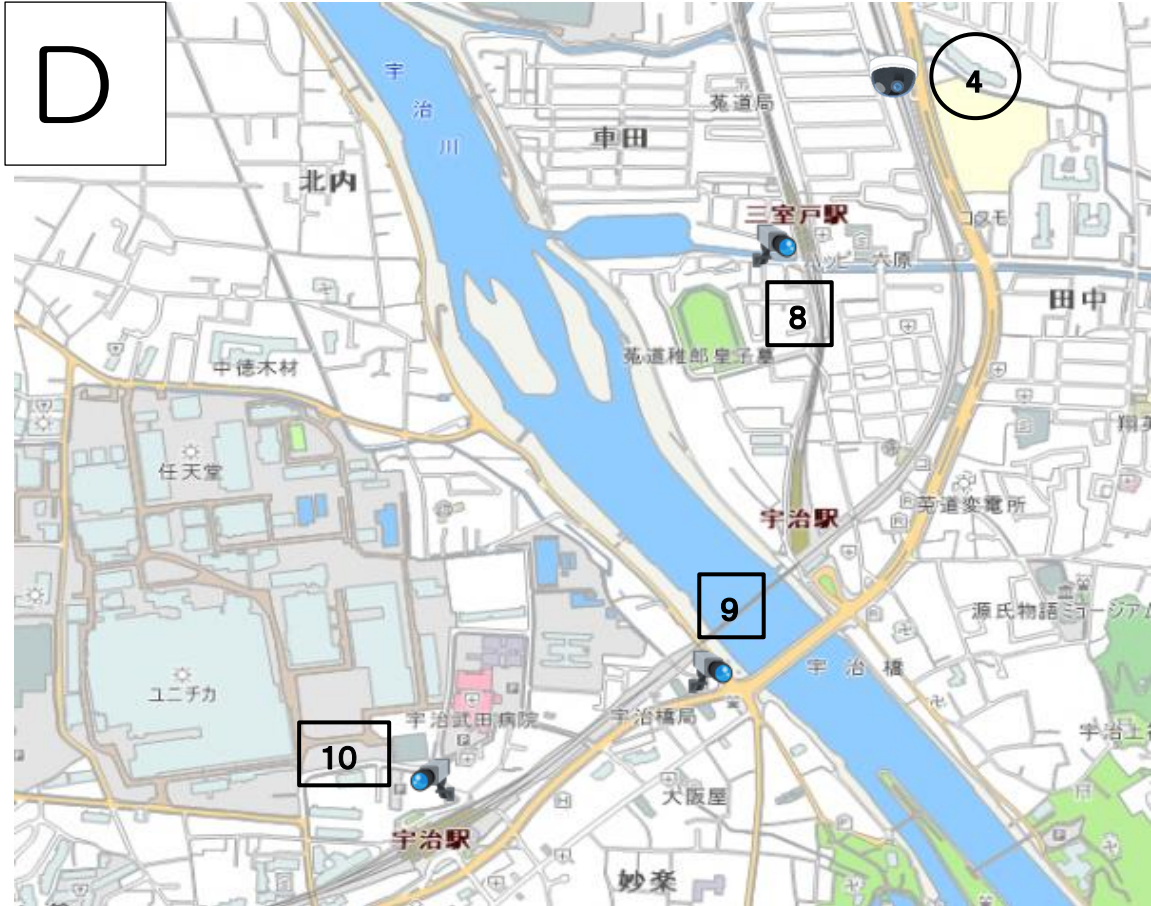 D
宇
治
川
4
菟道局
車田
北内
三室戸駅
コスモ
ハッピー六原
田中
8
菟道稚郎皇子墓
中徳木材
任天堂
宇治駅
菟道変電所
9
源氏物語ミュージアム
宇治橋
ユニチカ
宇治武田病院
宇治橋局
10
大阪屋
宇治駅
妙楽